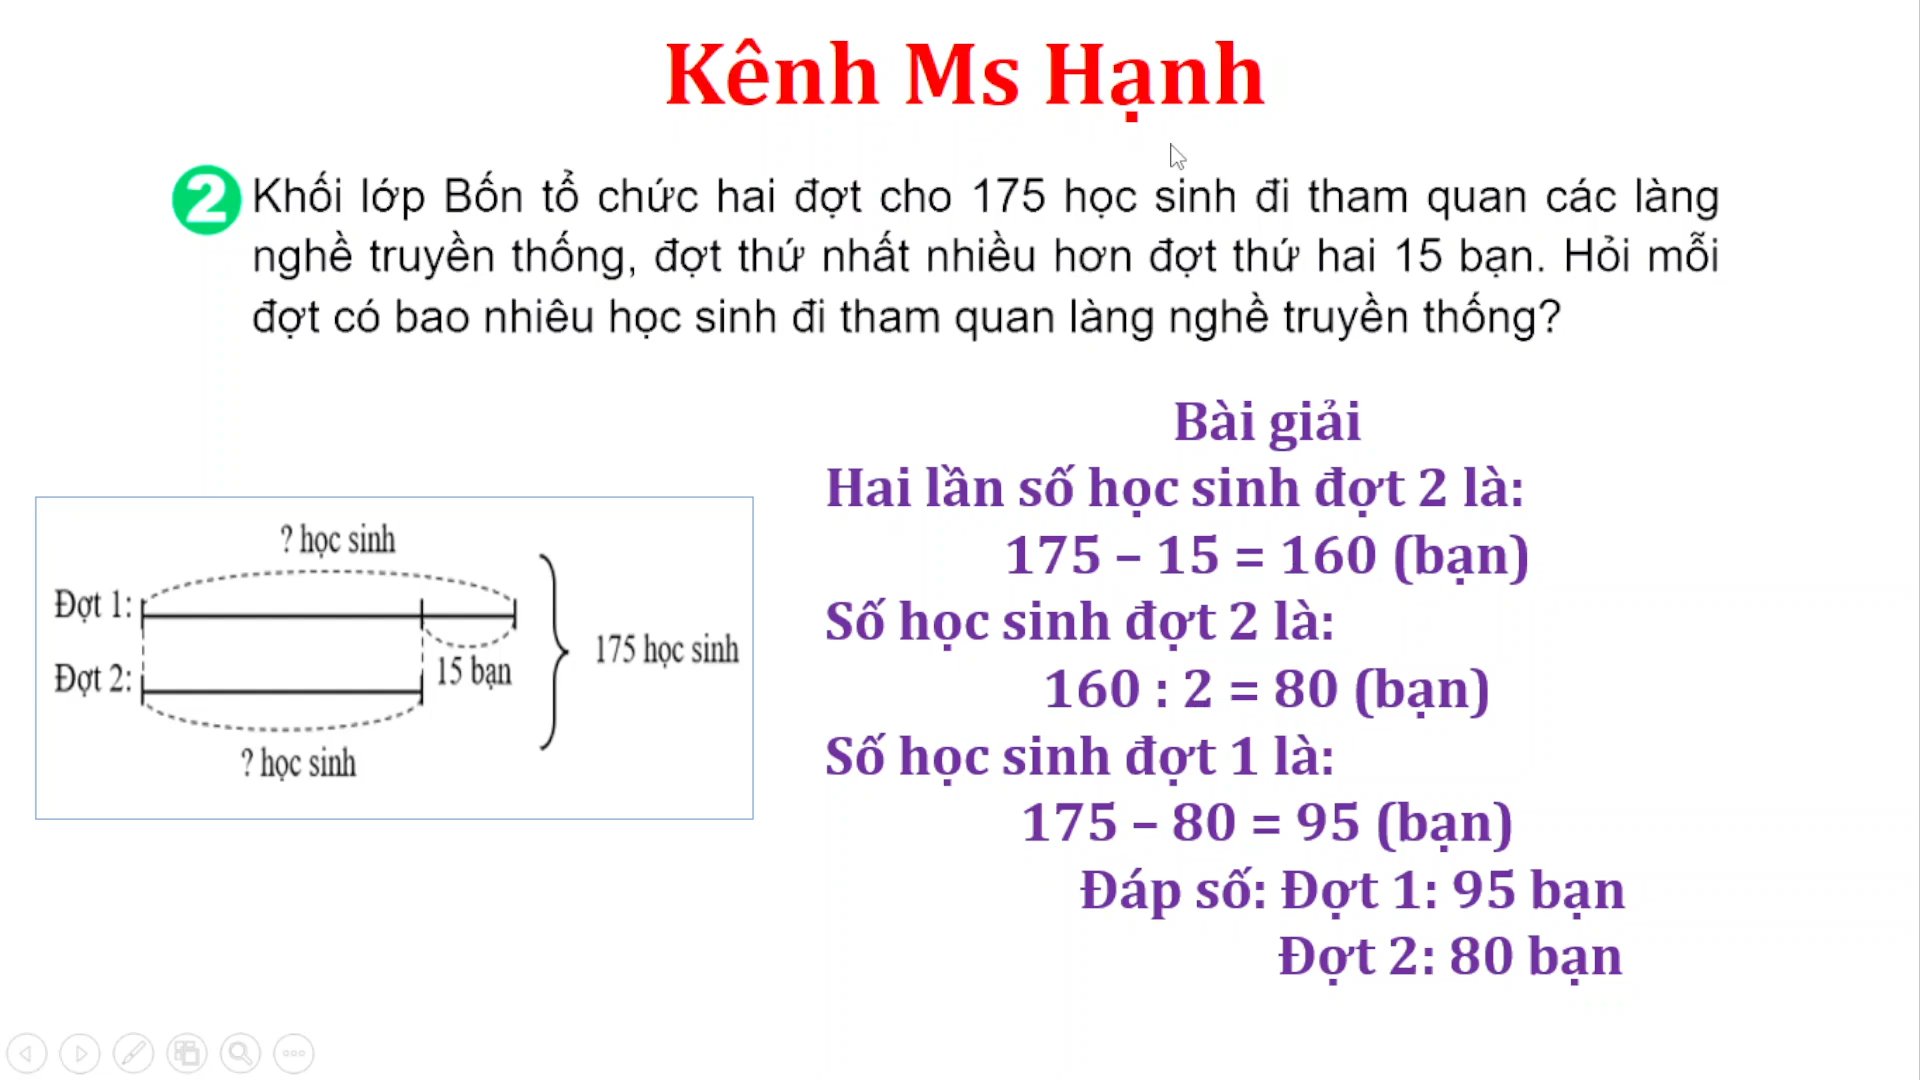 Kênh Ms Hạnh
2 Khối lớp Bốn tổ chức hai đợt cho 175 học sinh đi tham quan các làng
nghề truyền thống, đợt thứ nhất nhiều hơn đợt thứ hai 15 bạn. Hỏi mỗi
đợt có bao nhiêu học sinh đi tham quan làng nghề truyền thống?
? học sinh
Đợt 1:
15 bạn
175 học sinh
Đợt 2:
? học sinh
Bài giải
Hai lần số học sinh đợt 2 là:
175 – 15 = 160 (bạn)
Số học sinh đợt 2 là:
160 : 2 = 80 (bạn)
Số học sinh đợt 1 là:
175 – 80 = 95 (bạn)
Đáp số: Đợt 1: 95 bạn
Đợt 2: 80 bạn